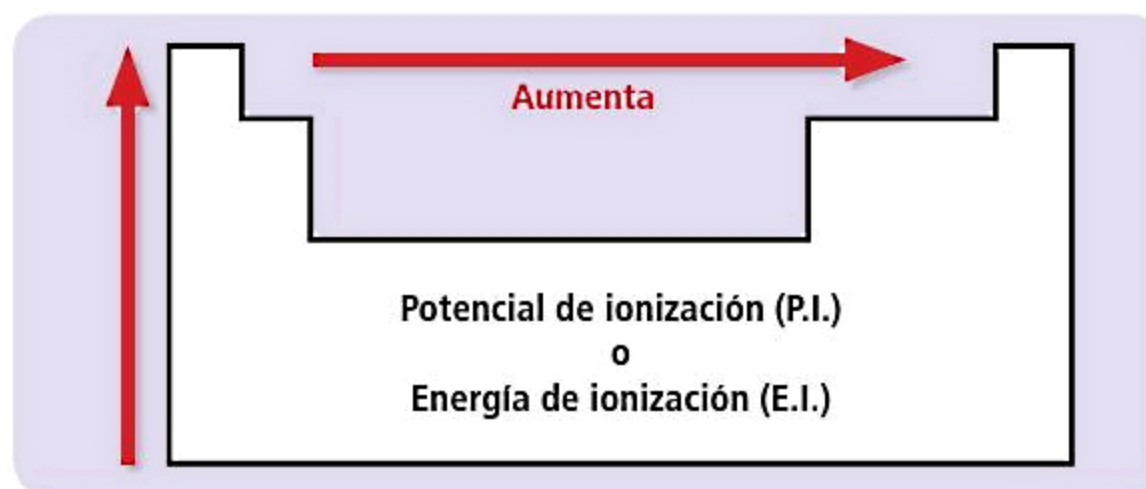 Aumenta
Potencial de ionización (P.I.)
o
Energía de ionización (E.I.)